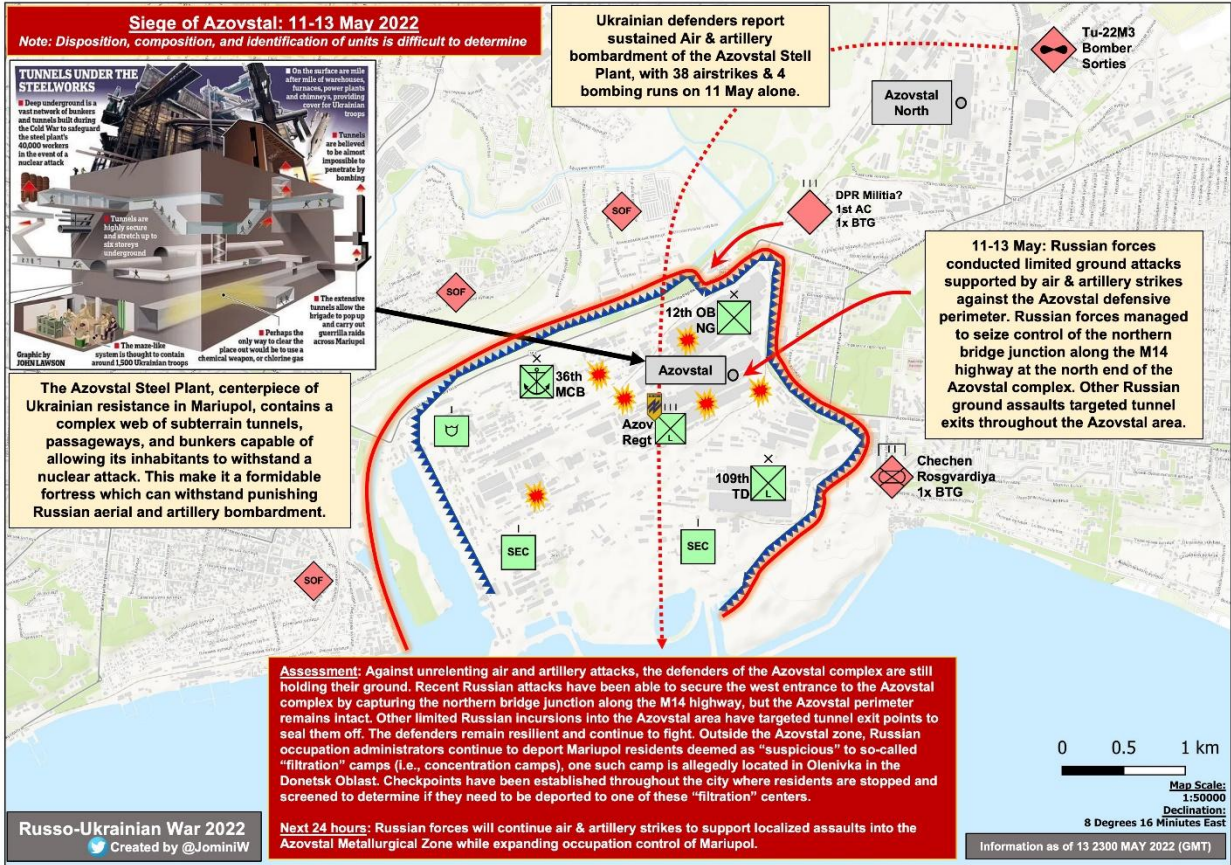 Siege of Azovstal: 11-13 May 2022
Note: Disposition, composition, and identification of units is difficult to determine
TUNNELS UNDER THE
STEELWORKS
Deep underground is a
vast network of bunkers
and tunnels built during
the Cold War to safeguard
the steel plant's
40,000 workers
in the event of a
nuclear attack
On the surface are mile
after mile of warehouses,
furnaces, power plants
and chimneys, providing
cover for Ukrainian
troops
Tunnels
are believed
to be almost
impossible to
penetrate by
bombing
Tunnels are
highly secure
and stretch up to
six storeys
underground
The extensive
tunnels allow the
brigade to pop up
and carry out
guerrilla raids
across Mariupol
Perhaps the
only way to clear the
place out would be to use a
chemical weapon, or chlorine gas
The maze-like
system is thought to contain
around 1,500 Ukrainian troops
Graphic by
JOHN LAWSON
The Azovstal Steel Plant, centerpiece of
Ukrainian resistance in Mariupol, contains a
complex web of subterrain tunnels,
passageways, and bunkers capable of
allowing its inhabitants to withstand a
nuclear attack. This make it a formidable
fortress which can withstand punishing
Russian aerial and artillery bombardment.
Ukrainian defenders report
sustained Air & artillery
bombardment of the Azovstal Stell
Plant, with 38 airstrikes & 4
bombing runs on 11 May alone.
Tu-22M3
Bomber
Sorties
Azovstal
North
SOF
DPR Militia?
1st AC
1x BTG
SOF
11-13 May: Russian forces
conducted limited ground attacks
supported by air & artillery strikes
against the Azovstal defensive
perimeter. Russian forces managed
to seize control of the northern
bridge junction along the M14
highway at the north end of the
Azovstal complex. Other Russian
ground assaults targeted tunnel
exits throughout the Azovstal area.
12th OB
NG
Azovstal
36th
MCB
Azov
Regt
L
109th
TD
L
Chechen
Rosgvardiya
1x BTG
SEC
SEC
SOF
Assessment: Against unrelenting air and artillery attacks, the defenders of the Azovstal complex are still
holding their ground. Recent Russian attacks have been able to secure the west entrance to the Azovstal
complex by capturing the northern bridge junction along the M14 highway, but the Azovstal perimeter
remains intact. Other limited Russian incursions into the Azovstal area have targeted tunnel exit points to
seal them off. The defenders remain resilient and continue to fight. Outside the Azovstal zone, Russian
occupation administrators continue to deport Mariupol residents deemed as “suspicious” to so-called
“filtration” camps (i.e., concentration camps), one such camp is allegedly located in Olenivka in the
Donetsk Oblast. Checkpoints have been established throughout the city where residents are stopped and
screened to determine if they need to be deported to one of these “filtration” centers.
Next 24 hours: Russian forces will continue air & artillery strikes to support localized assaults into the
Azovstal Metallurgical Zone while expanding occupation control of Mariupol.
0 0.5 1 km
Map Scale:
1:50000
Declination:
8 Degrees 16 Miniutes East
Russo-Ukrainian War 2022
Created by @JominiW
Information as of 13 2300 MAY 2022 (GMT)